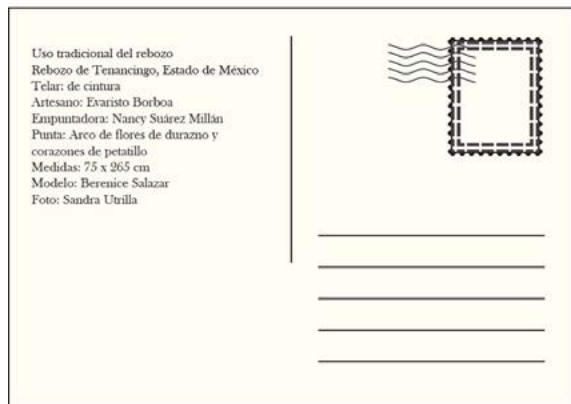 Uso tradicional del rebozo
Rebozo de Tenancingo, Estado de México
Telar: de cintura
Artesano: Evaristo Borboa
Empuntadora: Nancy Suárez Millán
Punta: Arco de flores de durazno y
corazones de petatillo
Medidas: 75 x 265 cm
Modelo: Berenice Salazar
Foto: Sandra Utrilla